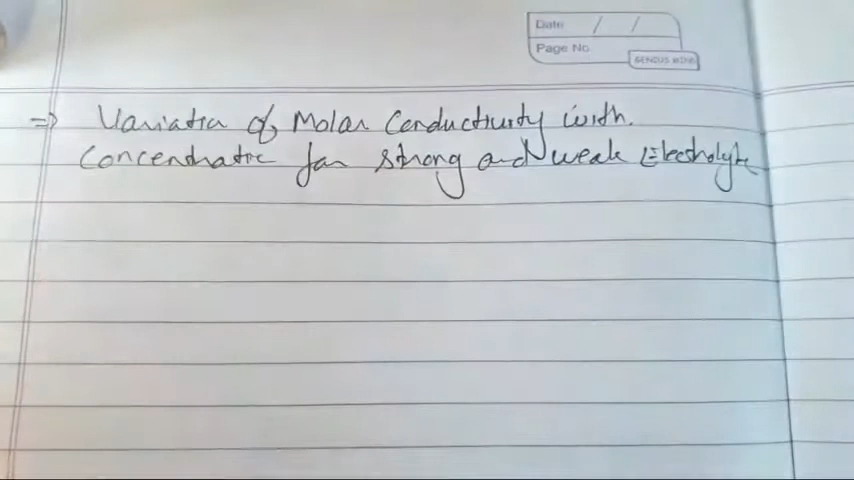 Date / /
Page No
=> Variation of Molar Conductivity with.
Concentration for strong and weak Electrolyte